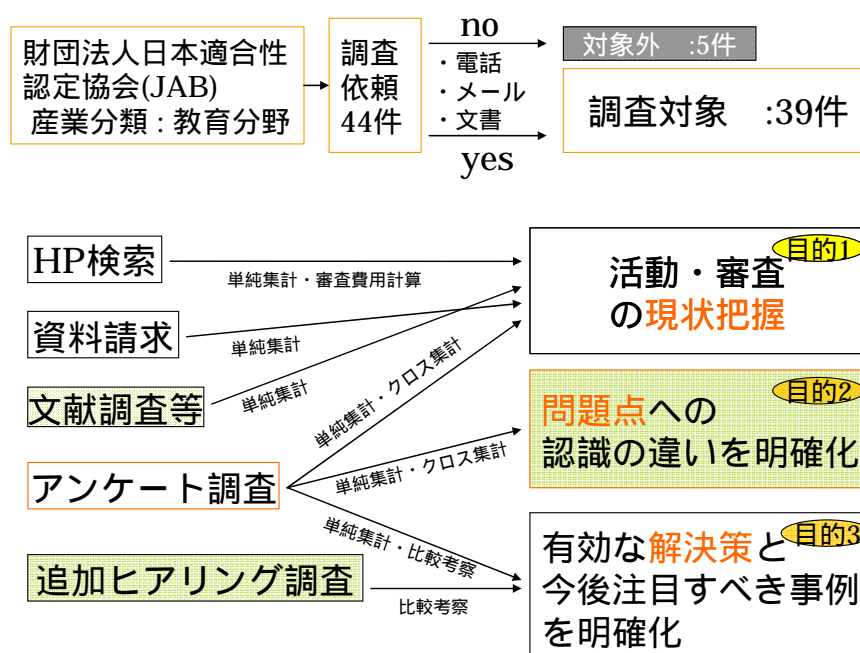 財団法人日本適合性
認定協会(JAB)
産業分類：教育分野
調査
依頼
44件
no
・電話
・メール
・文書
yes
対象外　:5件
調査対象　:39件
HP検索
単純集計・審査費用計算
資料請求
単純集計
文献調査等
単純集計
単純集計・クロス集計
アンケート調査
単純集計・クロス集計
単純集計・比較考察
追加ヒアリング調査
比較考察
目的1
活動・審査
の現状把握
目的2
問題点への
認識の違いを明確化
目的3
有効な解決策と
今後注目すべき事例
を明確化